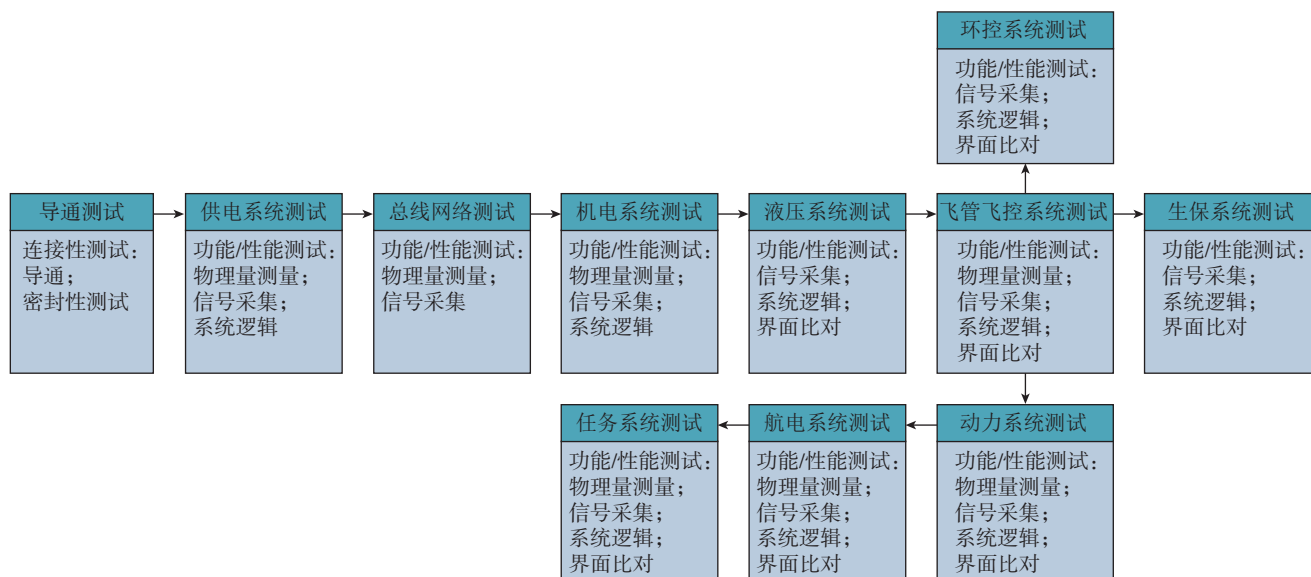 环控系统测试
功能/性能测试：
信号采集；
系统逻辑；
界面比对
导通测试
连接性测试：
导通；
密封性测试
供电系统测试
功能/性能测试：
物理量测量；
信号采集；
系统逻辑
总线网络测试
功能/性能测试：
物理量测量；
信号采集
机电系统测试
功能/性能测试：
物理量测量；
信号采集；
系统逻辑
液压系统测试
功能/性能测试：
信号采集；
系统逻辑；
界面比对
飞管飞控系统测试
功能/性能测试：
物理量测量；
信号采集；
系统逻辑；
界面比对
生保系统测试
功能/性能测试：
信号采集；
系统逻辑；
界面比对
任务系统测试
功能/性能测试：
物理量测量；
信号采集；
系统逻辑；
界面比对
航电系统测试
功能/性能测试：
物理量测量；
信号采集；
系统逻辑；
界面比对
动力系统测试
功能/性能测试：
物理量测量；
信号采集；
系统逻辑；
界面比对